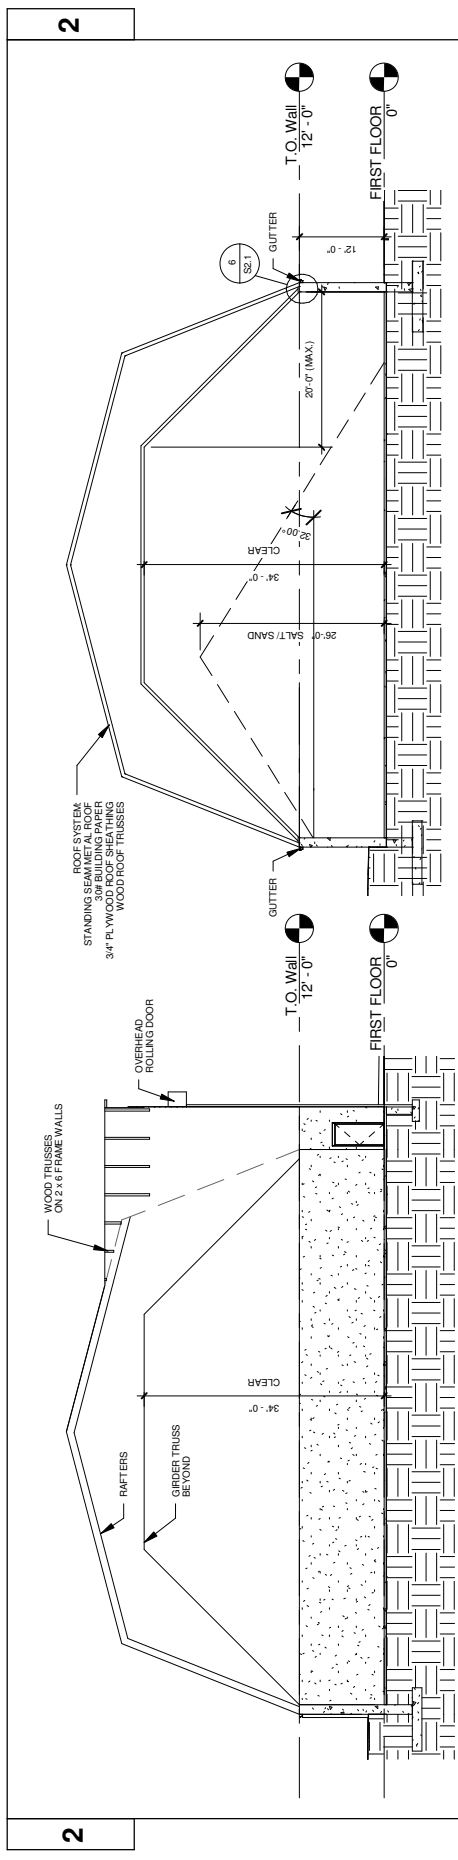 2
WOOD TRUSSES
ON 2 x 6 FRAME WALLS
OVERHEAD
ROLLING DOOR
RAFTERS
GIRDER TRUSS
BEYOND
34' - 0"
CLEAR
T.O. Wall
12' - 0"
FIRST FLOOR
0"
ROOF SYSTEM:
STANDING SEAM METAL ROOF
30# BUILDING PAPER
3/4" PLYWOOD ROOF SHEATHING
WOOD ROOF TRUSSES
GUTTER
26'-0" SALT/SAND
34' - 0"
CLEAR
32.00°
20'-0" (MAX.)
6
S2.1
GUTTER
12' - 0"
T.O. Wall
12' - 0"
FIRST FLOOR
0"
2